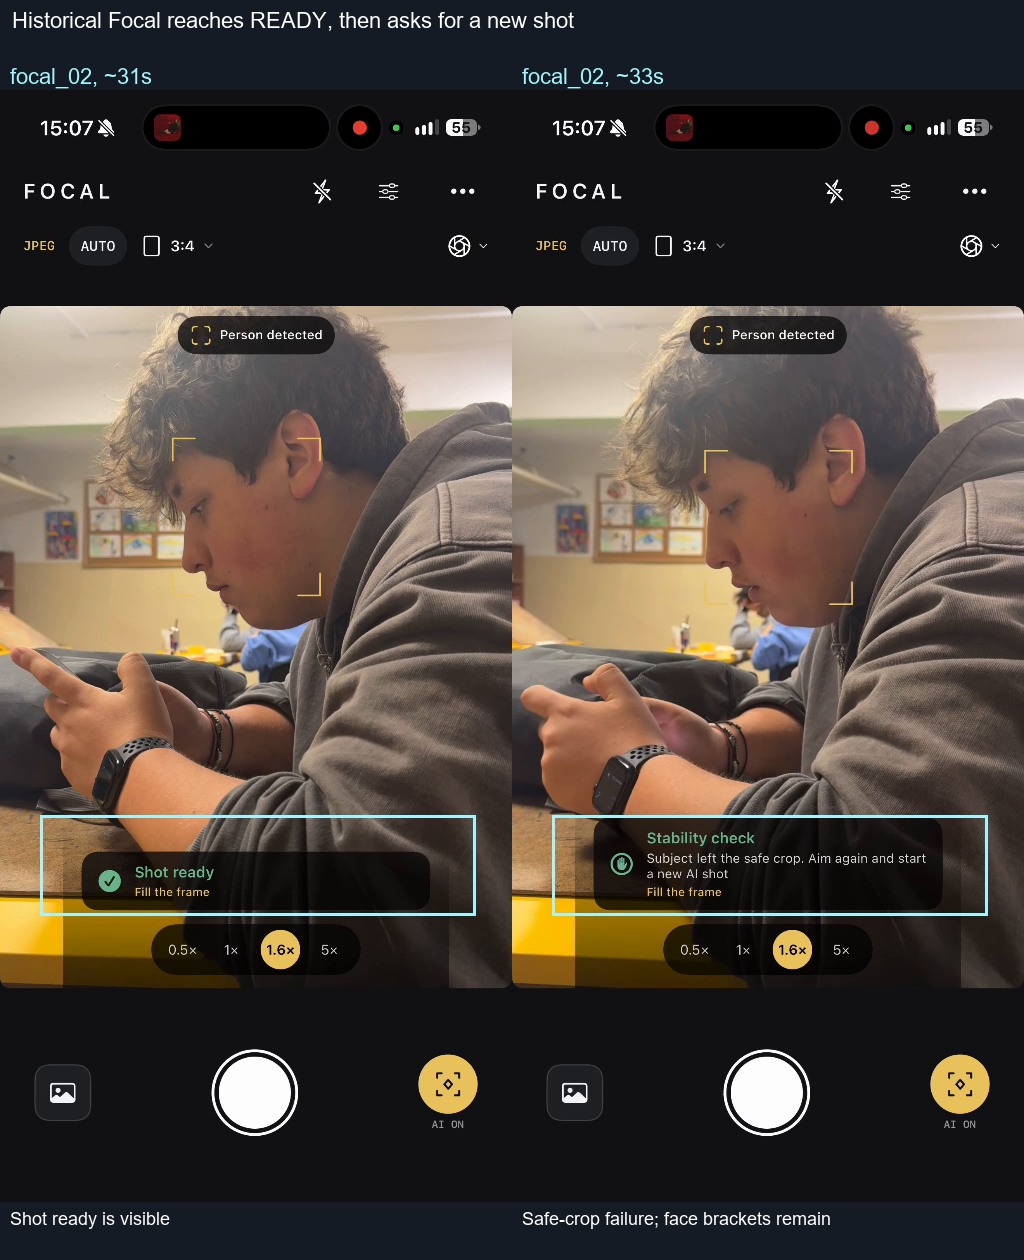 Historical Focal reaches READY, then asks for a new shot
focal_02, ~31s
15:07
55
FOCAL
JPEG AUTO 3:4
Person detected
Shot ready
Fill the frame
0.5× 1× 1.6× 5×
AI ON
Shot ready is visible
focal_02, ~33s
15:07
55
FOCAL
JPEG AUTO 3:4
Person detected
Stability check
Subject left the safe crop. Aim again and start
a new AI shot
Fill the frame
0.5× 1× 1.6× 5×
AI ON
Safe-crop failure; face brackets remain